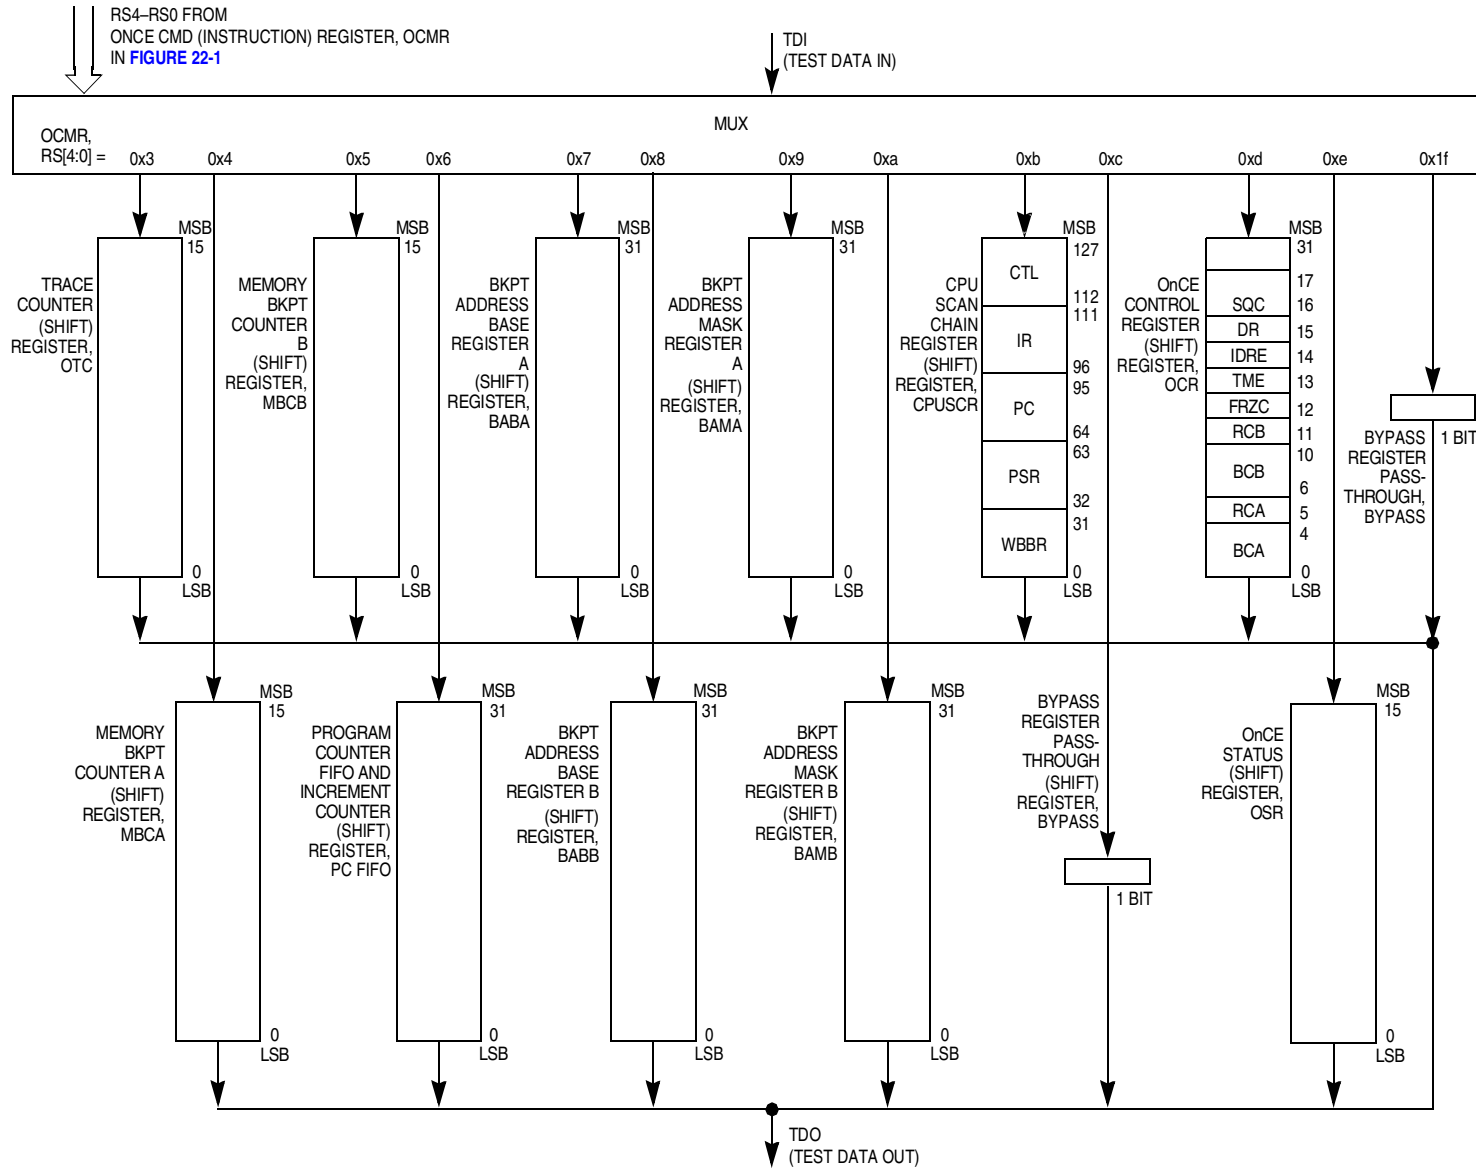 RS4–RS0 FROM
ONCE CMD (INSTRUCTION) REGISTER, OCMR
IN FIGURE 22-1
TDI
(TEST DATA IN)
MUX
OCMR,
RS[4:0] =
0x3
0x4
0x5
0x6
0x7
0x8
0x9
0xa
0xb
0xc
0xd
0xe
0x1f
TRACE
COUNTER
(SHIFT)
REGISTER,
OTC
MSB
15
0
LSB
MEMORY
BKPT
COUNTER
B
(SHIFT)
REGISTER,
MBCB
MSB
15
0
LSB
BKPT
ADDRESS
BASE
REGISTER
A
(SHIFT)
REGISTER,
BABA
MSB
31
0
LSB
BKPT
ADDRESS
MASK
REGISTER
A
(SHIFT)
REGISTER,
BAMA
MSB
31
0
LSB
CPU
SCAN
CHAIN
REGISTER
(SHIFT)
REGISTER,
CPUSCR
MSB
127
CTL
112
111
IR
96
95
PC
64
63
PSR
32
31
WBBR
0
LSB
OnCE
CONTROL
REGISTER
(SHIFT)
REGISTER,
OCR
MSB
31
17
SQC
16
DR
15
IDRE
14
TME
13
FRZC
12
RCB
11
10
BCB
6
RCA
5
4
BCA
0
LSB
BYPASS
REGISTER
PASS-
THROUGH,
BYPASS
1 BIT
MEMORY
BKPT
COUNTER A
(SHIFT)
REGISTER,
MBCA
MSB
15
0
LSB
PROGRAM
COUNTER
FIFO AND
INCREMENT
COUNTER
(SHIFT)
REGISTER,
PC FIFO
MSB
31
0
LSB
BKPT
ADDRESS
BASE
REGISTER B
(SHIFT)
REGISTER,
BABB
MSB
31
0
LSB
BKPT
ADDRESS
MASK
REGISTER B
(SHIFT)
REGISTER,
BAMB
MSB
31
0
LSB
BYPASS
REGISTER
PASS-
THROUGH
(SHIFT)
REGISTER,
BYPASS
1 BIT
OnCE
STATUS
(SHIFT)
REGISTER,
OSR
MSB
15
0
LSB
TDO
(TEST DATA OUT)